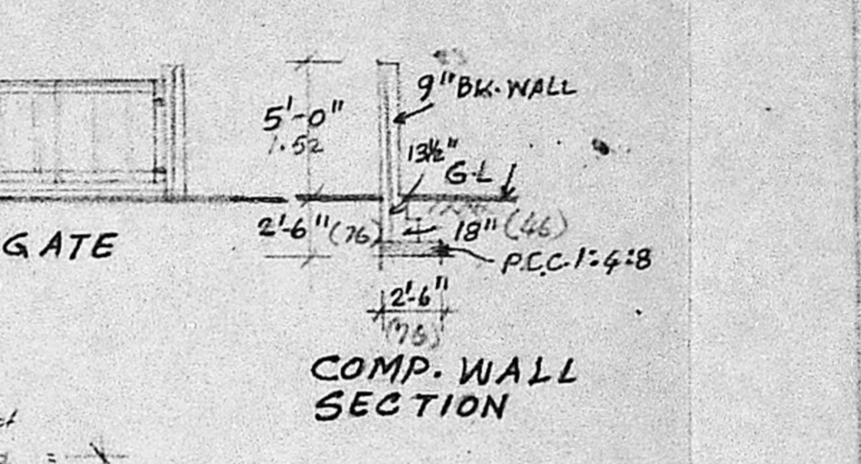 9" BK. WALL
5'-0"
1.52
13½"
G.L
2'-6" (76)
18" (46)
GATE
P.C.C. 1:4:8
2'-6"
(76)
COMP. WALL
SECTION